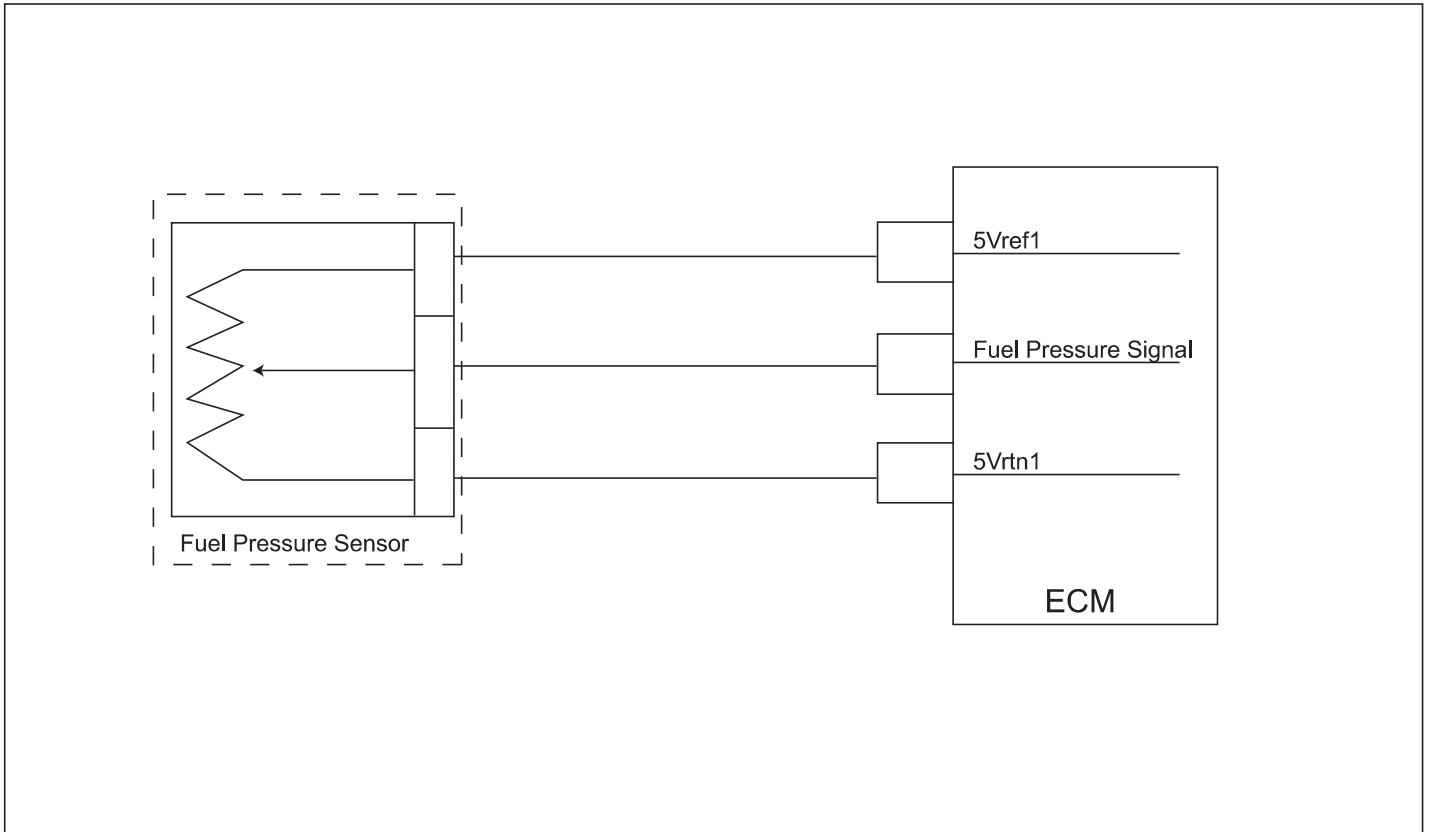 5Vref1
Fuel Pressure Signal
5Vrtn1
Fuel Pressure Sensor
ECM